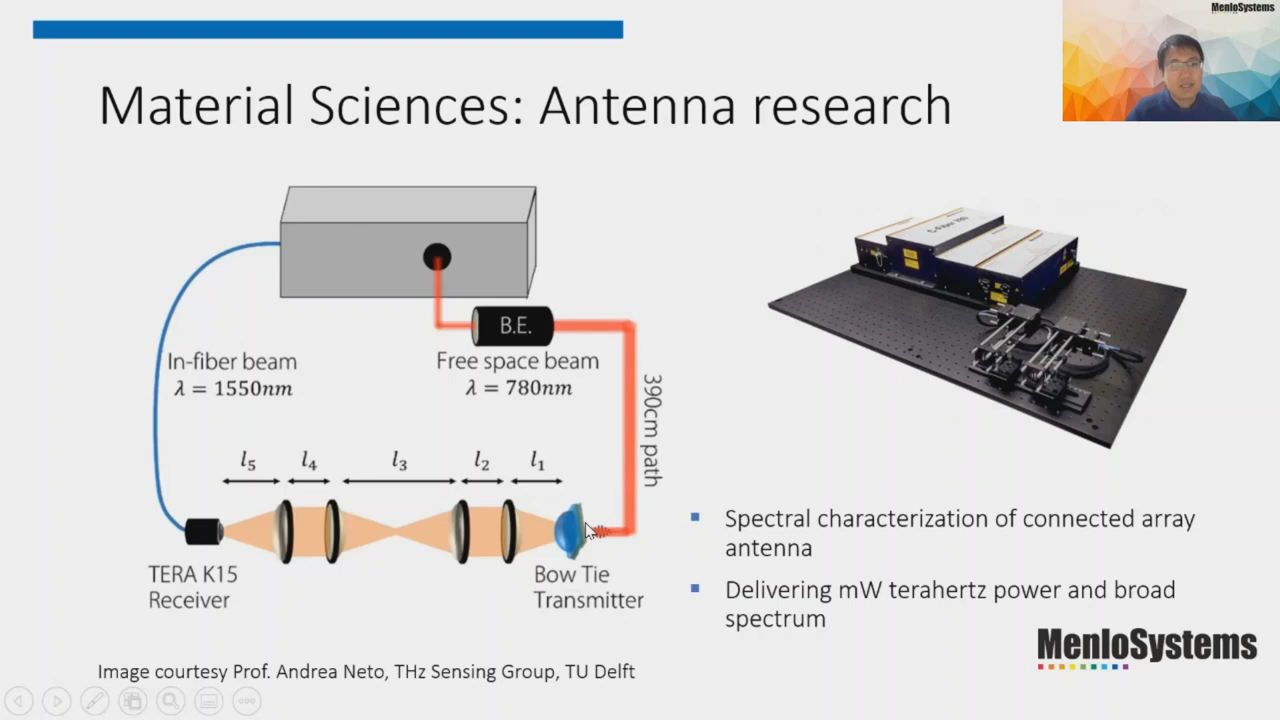 MenloSystems
Material Sciences: Antenna research
B.E.
In-fiber beam
λ = 1550nm
Free space beam
λ = 780nm
390cm path
l₅ l₄ l₃ l₂ l₁
TERA K15
Receiver
Bow Tie
Transmitter
▪ Spectral characterization of connected array
antenna
▪ Delivering mW terahertz power and broad
spectrum
MenloSystems
Image courtesy Prof. Andrea Neto, THz Sensing Group, TU Delft